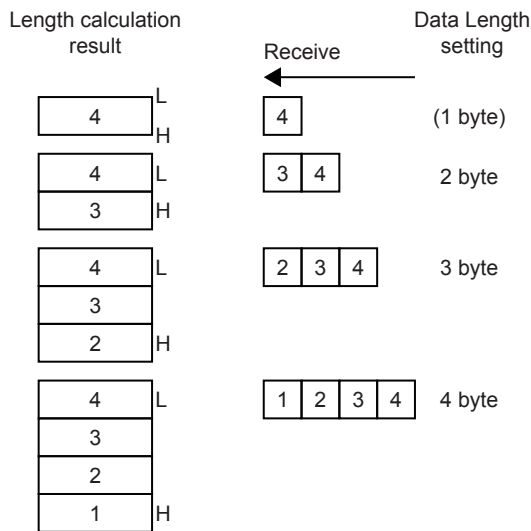 Length calculation
result
Receive
Data Length
setting
4
L
H
4
(1 byte)
4
L
3
H
3 4
2 byte
4
L
3
2
H
2 3 4
3 byte
4
L
3
2
1
H
1 2 3 4
4 byte